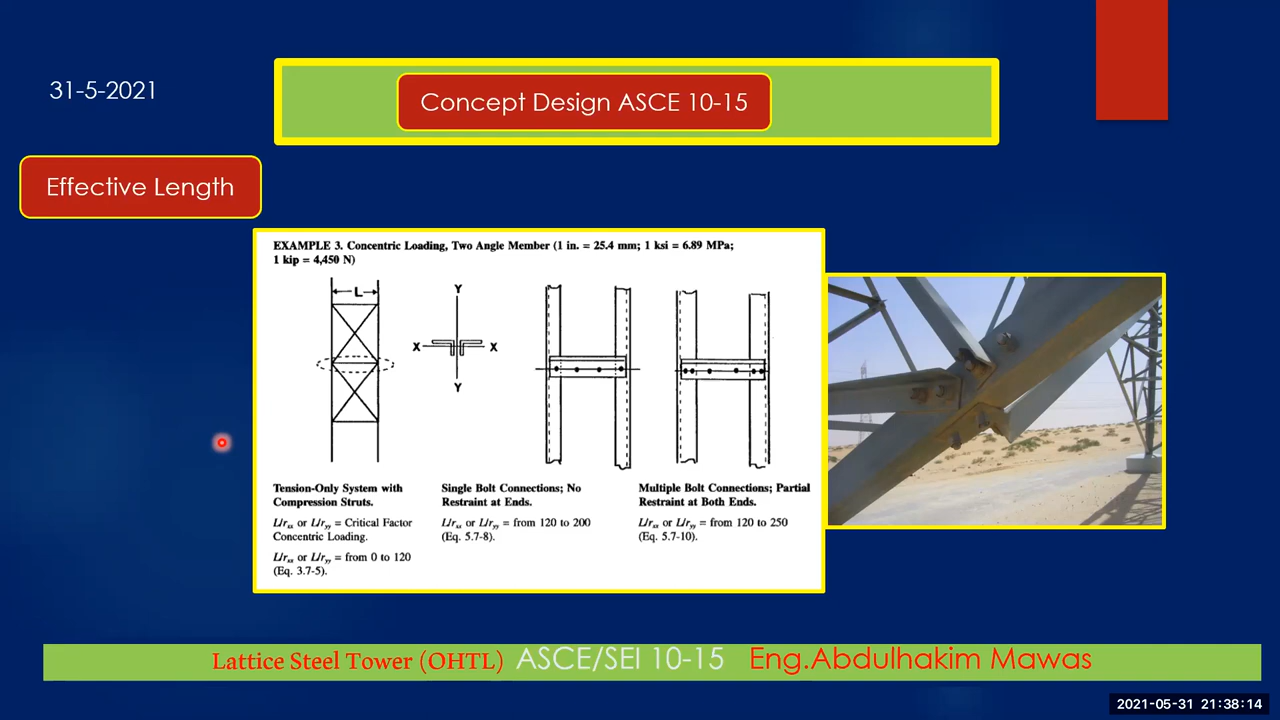 31-5-2021
Concept Design ASCE 10-15
Effective Length
EXAMPLE 3. Concentric Loading, Two Angle Member (1 in. = 25.4 mm; 1 ksi = 6.89 MPa;
1 kip = 4,450 N)
L
Y
X X
Y
Tension-Only System with
Compression Struts.
L/rxx or L/ryy = Critical Factor
Concentric Loading.
L/rxx or L/ryy = from 0 to 120
(Eq. 3.7-5).
Single Bolt Connections; No
Restraint at Ends.
L/rxx or L/ryy = from 120 to 200
(Eq. 5.7-8).
Multiple Bolt Connections; Partial
Restraint at Both Ends.
L/rxx or L/ryy = from 120 to 250
(Eq. 5.7-10).
Lattice Steel Tower (OHTL) ASCE/SEI 10-15 Eng.Abdulhakim Mawas
2021-05-31 21:38:14